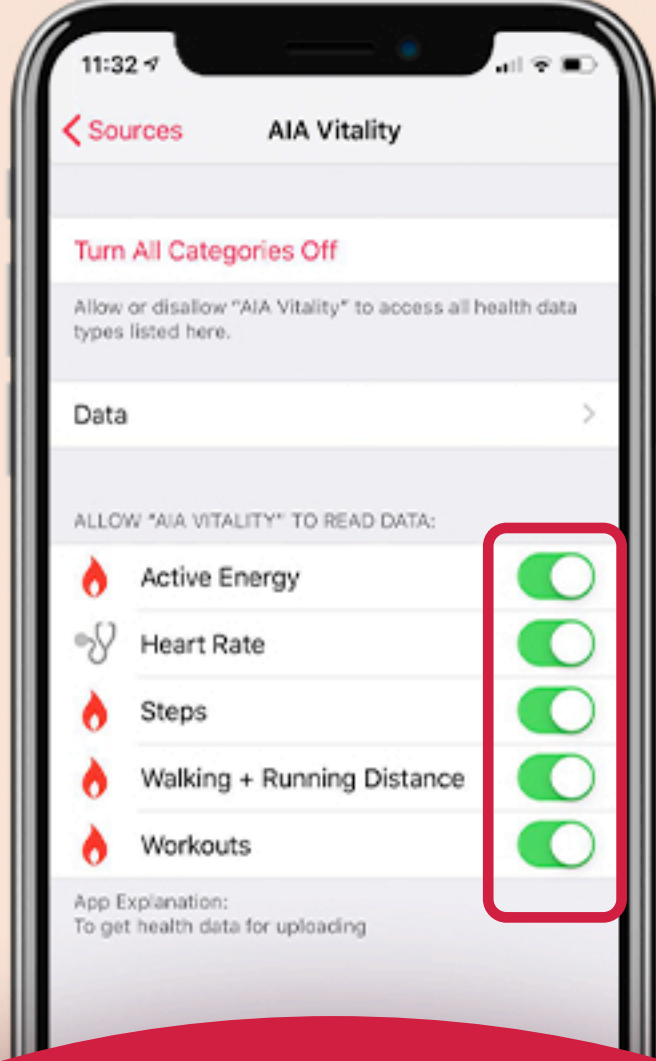 11:32
Sources
AIA Vitality
Turn All Categories Off
Allow or disallow "AIA Vitality" to access all health data
types listed here.
Data
ALLOW "AIA VITALITY" TO READ DATA:
Active Energy
Heart Rate
Steps
Walking + Running Distance
Workouts
App Explanation:
To get health data for uploading